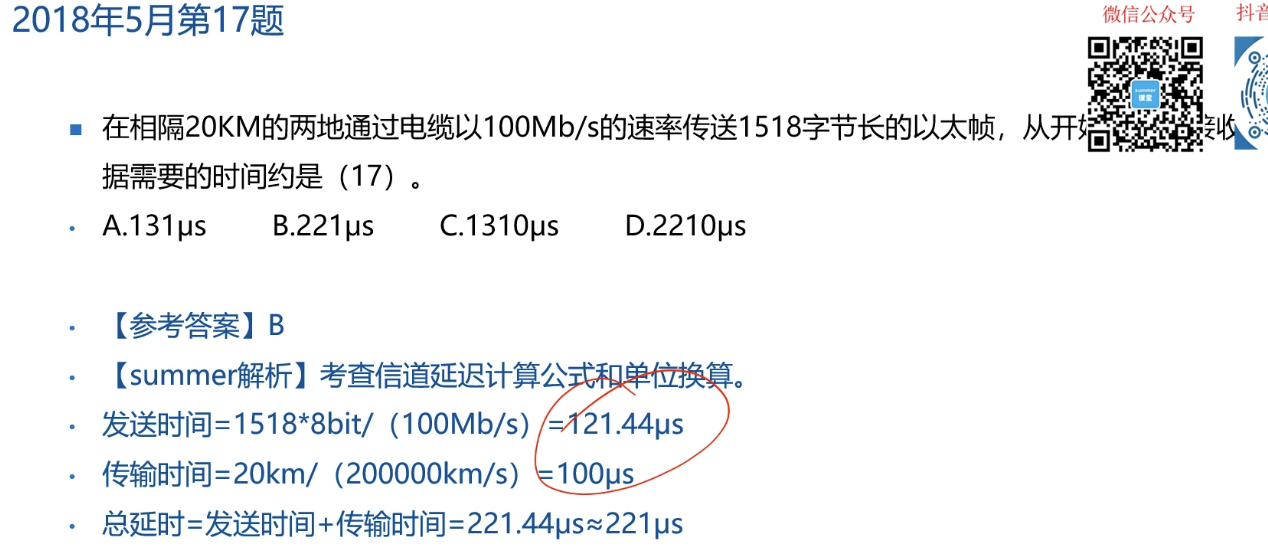 2018年5月第17题
微信公众号
抖音
summer
课堂
在相隔20KM的两地通过电缆以100Mb/s的速率传送1518字节长的以太帧，从开始 接收
据需要的时间约是（17）。
A.131μs B.221μs C.1310μs D.2210μs
【参考答案】B
【summer解析】考查信道延迟计算公式和单位换算。
发送时间=1518*8bit/（100Mb/s）=121.44μs
传输时间=20km/（200000km/s）=100μs
总延时=发送时间+传输时间=221.44μs≈221μs